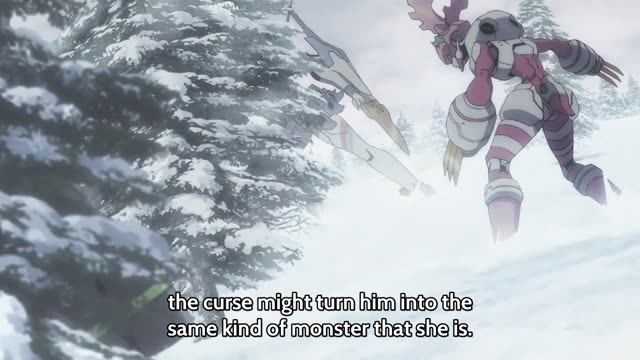 the curse might turn him into the
same kind of monster that she is.